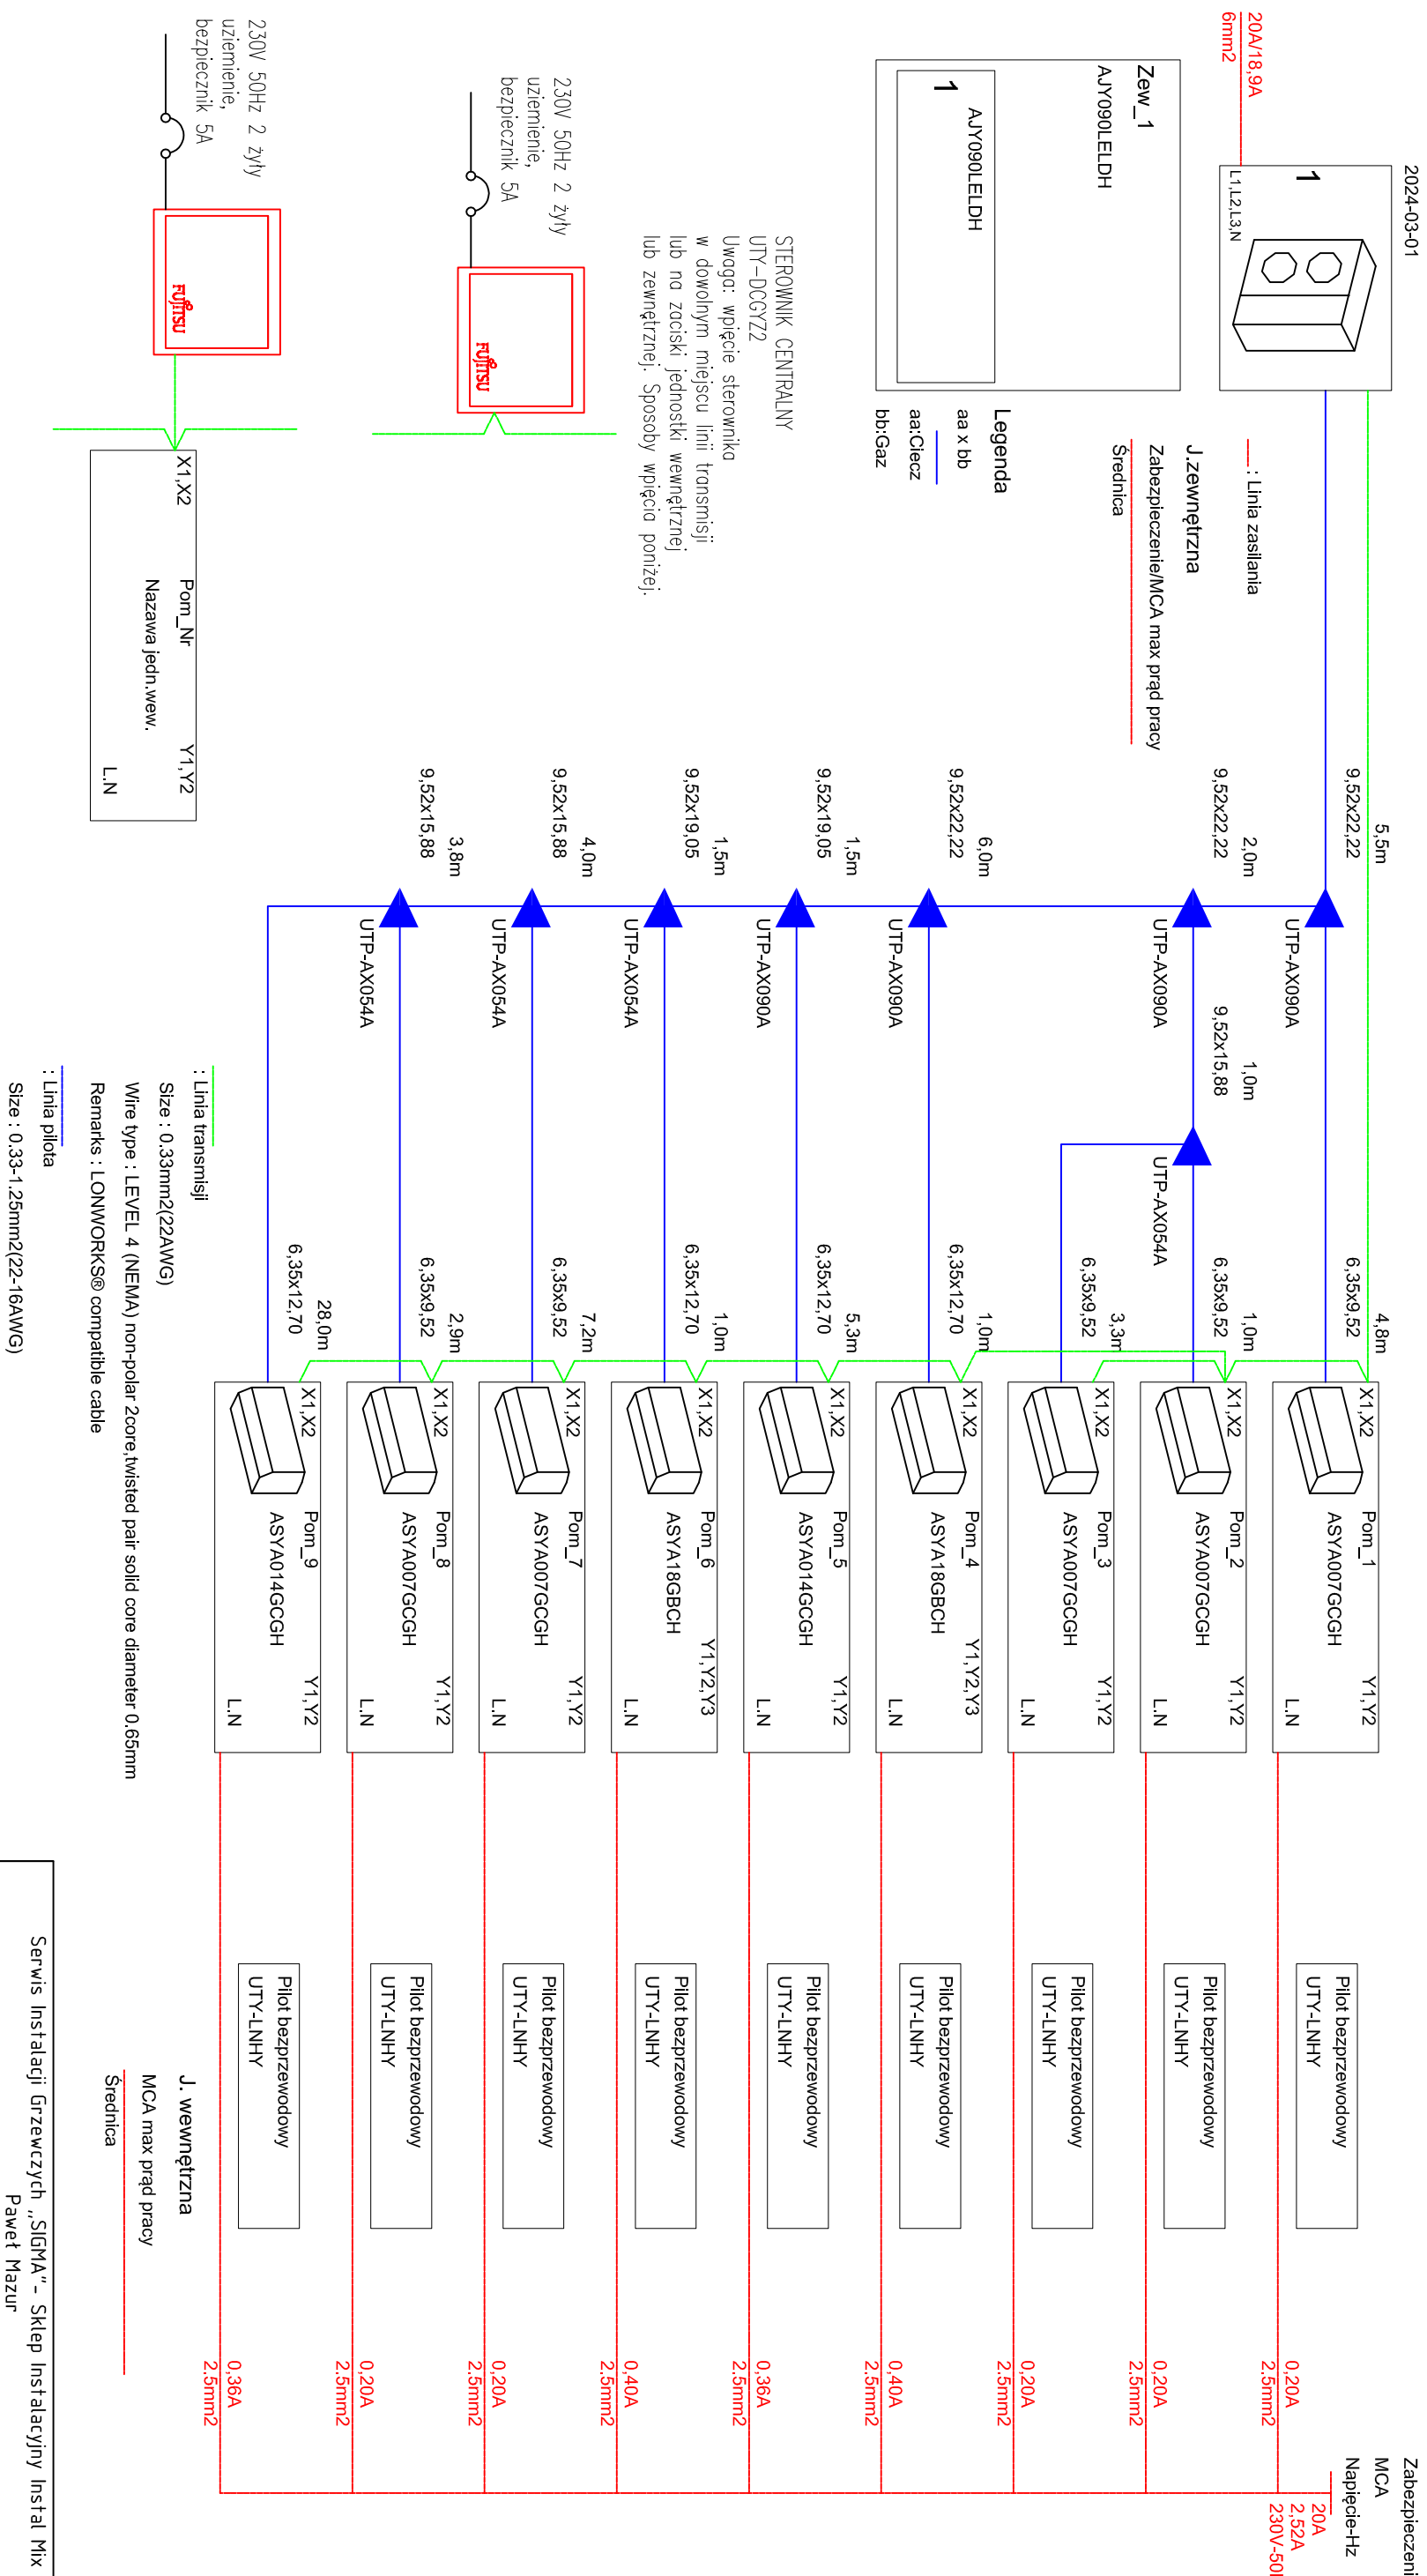 2024-03-01
20A/18,9A
6mm2
L1,L2,L3,N
1
Zew_1
AJY090LELDH
1
AJY090LELDH
: Linia zasilania
J.zewnętrzna
Zabezpieczenie/MCA max prąd pracy
Średnica
Legenda
aa x bb
aa:Ciecz
bb:Gaz
STEROWNIK CENTRALNY
UTY-DCGYZ2
Uwaga: wpięcie sterownika
w dowolnym miejscu linii transmisji
lub na zaciski jednostki wewnętrznej
lub zewnętrznej. Sposoby wpięcia poniżej.
230V 50Hz 2 żyły
uziemienie,
bezpiecznik 5A
FUJITSU
230V 50Hz 2 żyły
uziemienie,
bezpiecznik 5A
FUJITSU
X1,X2
Pom_Nr
Y1,Y2
Nazawa jedn.wew.
L.N
5,5m
9,52x22,22
UTP-AX090A
4,8m
6,35x9,52
X1,X2
Pom_1
Y1,Y2
ASYA007GCGH
L.N
Pilot bezprzewodowy
UTY-LNHY
0,20A
2.5mm2
2,0m
9,52x22,22
UTP-AX090A
1,0m
9,52x15,88
UTP-AX054A
1,0m
6,35x9,52
X1,X2
Pom_2
Y1,Y2
ASYA007GCGH
L.N
Pilot bezprzewodowy
UTY-LNHY
0,20A
2.5mm2
3,3m
6,35x9,52
X1,X2
Pom_3
Y1,Y2
ASYA007GCGH
L.N
Pilot bezprzewodowy
UTY-LNHY
0,20A
2.5mm2
6,0m
9,52x22,22
UTP-AX090A
1,0m
6,35x12,70
X1,X2
Pom_4
Y1,Y2,Y3
ASYA18GBCH
L.N
Pilot bezprzewodowy
UTY-LNHY
0,40A
2.5mm2
1,5m
9,52x19,05
UTP-AX090A
5,3m
6,35x12,70
X1,X2
Pom_5
Y1,Y2
ASYA014GCGH
L.N
Pilot bezprzewodowy
UTY-LNHY
0,36A
2.5mm2
1,5m
9,52x19,05
UTP-AX054A
1,0m
6,35x12,70
X1,X2
Pom_6
Y1,Y2,Y3
ASYA18GBCH
L.N
Pilot bezprzewodowy
UTY-LNHY
0,40A
2.5mm2
4,0m
9,52x15,88
UTP-AX054A
7,2m
6,35x9,52
X1,X2
Pom_7
Y1,Y2
ASYA007GCGH
L.N
Pilot bezprzewodowy
UTY-LNHY
0,20A
2.5mm2
3,8m
9,52x15,88
UTP-AX054A
2,9m
6,35x9,52
X1,X2
Pom_8
Y1,Y2
ASYA007GCGH
L.N
Pilot bezprzewodowy
UTY-LNHY
0,20A
2.5mm2
28,0m
6,35x12,70
X1,X2
Pom_9
Y1,Y2
ASYA014GCGH
L.N
Pilot bezprzewodowy
UTY-LNHY
0,36A
2.5mm2
Zabezpieczeni
MCA
Napięcie-Hz
20A
2,52A
230V-50
: Linia transmisji
Size : 0.33mm2(22AWG)
Wire type : LEVEL 4 (NEMA) non-polar 2core,twisted pair solid core diameter 0.65mm
Remarks : LONWORKS® compatible cable
: Linia pilota
Size : 0.33-1.25mm2(22-16AWG)
J. wewnętrzna
MCA max prąd pracy
Średnica
Serwis Instalacji Grzewczych „SIGMA”- Sklep Instalacyjny Instal Mix
Paweł Mazur